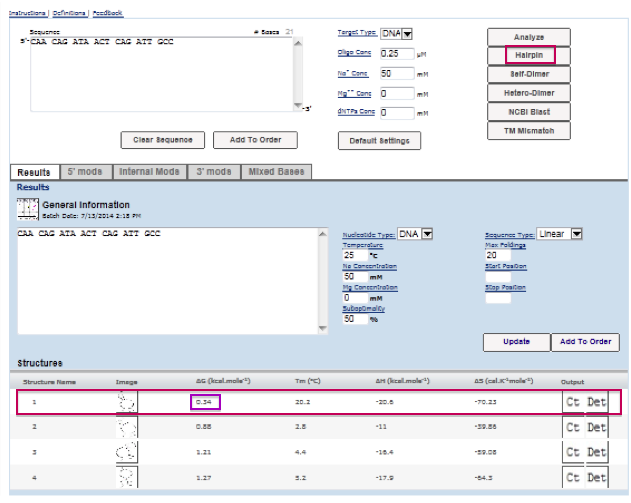 Instructions | Definitions | Feedback
Sequence # Bases 21
5'- CAA CAG ATA ACT CAG ATT GCC
-3'
Target Type DNA
Oligo Conc 0.25 µM
Na⁺ Conc 50 mM
Mg⁺⁺ Conc 0 mM
dNTPs Conc 0 mM
Analyze
Hairpin
Self-Dimer
Hetero-Dimer
NCBI Blast
TM Mismatch
Clear Sequence Add To Order Default Settings
Results 5' mods Internal Mods 3' mods Mixed Bases
Results
General Information
Batch Date: 7/13/2014 2:18 PM
CAA CAG ATA ACT CAG ATT GCC
Nucleotide Type: DNA
Temperature
25 °C
Na Concentration
50 mM
Mg Concentration
0 mM
Suboptimality
50 %
Sequence Type: Linear
Max Foldings
20
Start Position
Stop Position
Update Add To Order
Structures
Structure Name Image ΔG (kcal.mole⁻¹) Tm (°C) ΔH (kcal.mole⁻¹) ΔS (cal.K⁻¹mole⁻¹) Output
1 0.34 20.2 -20.6 -70.23 Ct Det
2 0.88 2.8 -11 -39.86 Ct Det
3 1.21 4.4 -16.4 -59.08 Ct Det
4 1.27 5.2 -17.9 -64.3 Ct Det